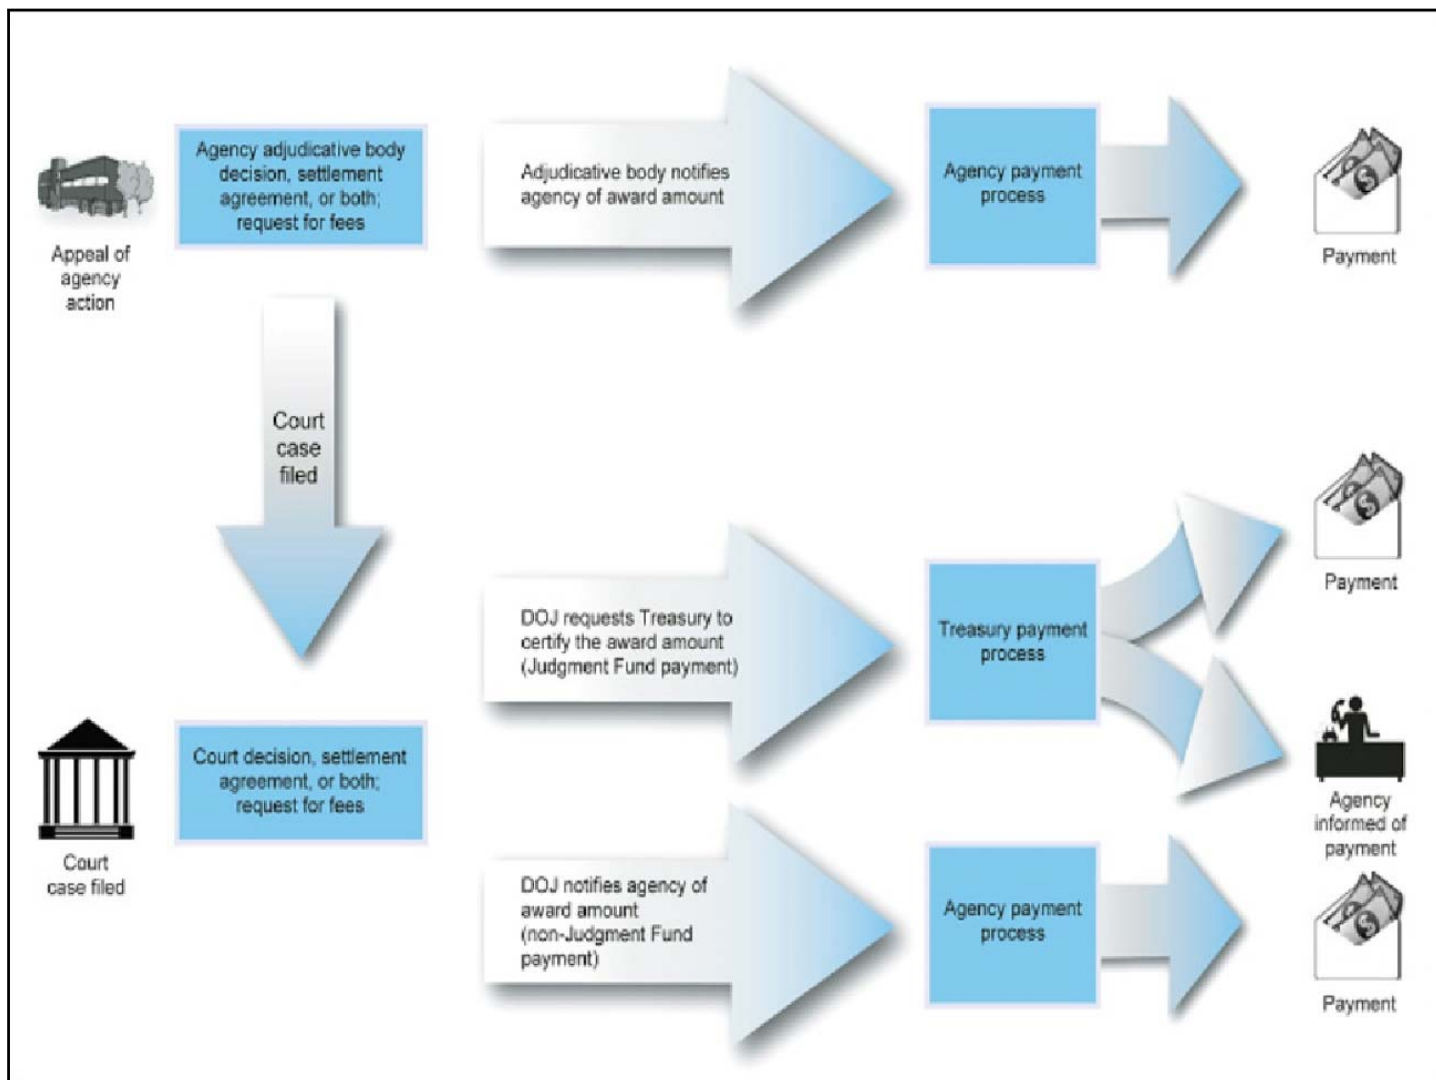 Appeal of
agency
action
Agency adjudicative body
decision, settlement
agreement, or both;
request for fees
Adjudicative body notifies
agency of award amount
Agency payment
process
Payment
Court
case
filed
Court
case filed
Court decision, settlement
agreement, or both;
request for fees
DOJ requests Treasury to
certify the award amount
(Judgment Fund payment)
Treasury payment
process
Payment
Agency
informed of
payment
DOJ notifies agency of
award amount
(non-Judgment Fund
payment)
Agency payment
process
Payment